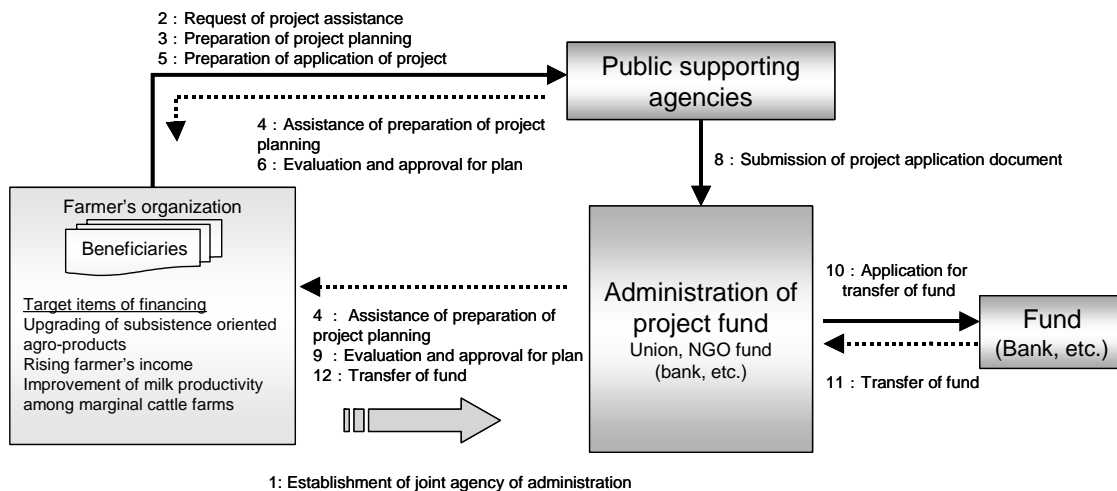 2：Request of project assistance
3：Preparation of project planning
5：Preparation of application of project
Public supporting
agencies
4：Assistance of preparation of project
planning
6：Evaluation and approval for plan
8：Submission of project application document
Farmer's organization
Beneficiaries
Target items of financing
Upgrading of subsistence oriented
agro-products
Rising farmer's income
Improvement of milk productivity
among marginal cattle farms
4 ：Assistance of preparation of
project planning
9：Evaluation and approval for plan
12：Transfer of fund
Administration of
project fund
Union, NGO fund
(bank, etc.)
10：Application for
transfer of fund
Fund
(Bank, etc.)
11：Transfer of fund
1: Establishment of joint agency of administration